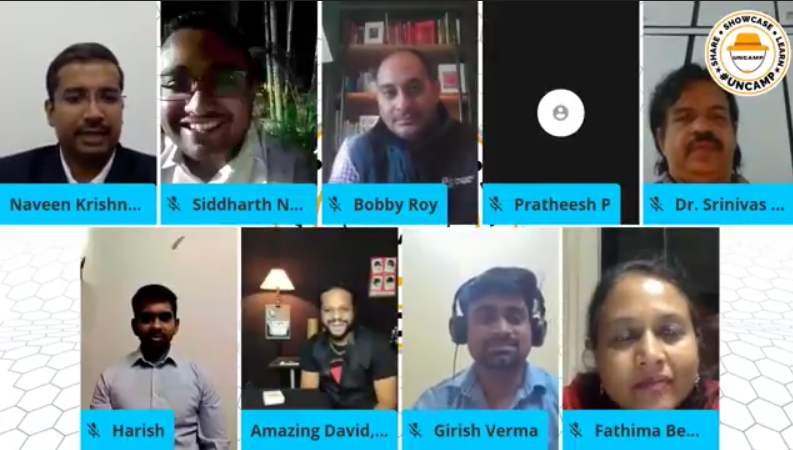 SHARE • SHOWCASE • LEARN
UNCAMP
#UNCAMP
Naveen Krishn...
Siddharth N...
Bobby Roy
Pratheesh P
Dr. Srinivas ...
Harish
Amazing David,...
Girish Verma
Fathima Be...